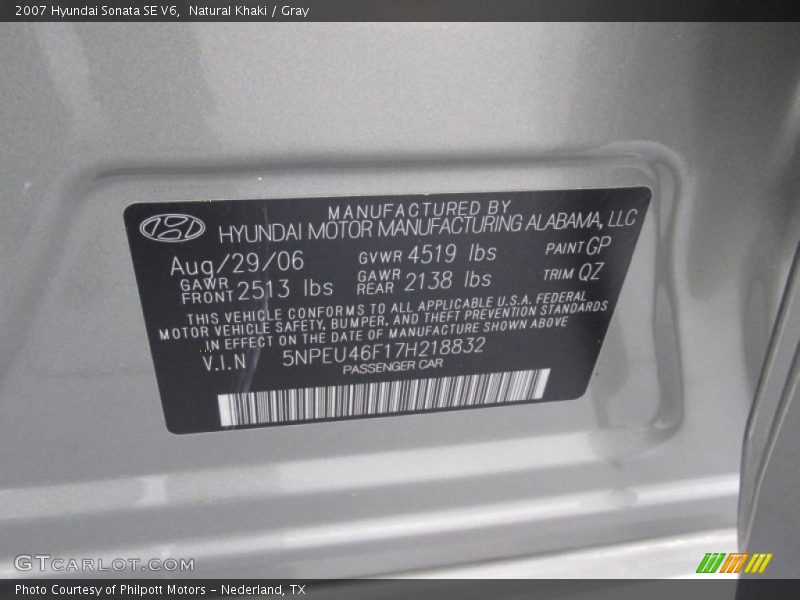 2007 Hyundai Sonata SE V6, Natural Khaki / Gray
MANUFACTURED BY
HYUNDAI MOTOR MANUFACTURING ALABAMA, LLC
Aug/29/06 GVWR 4519 lbs PAINT GP
GAWR FRONT 2513 lbs GAWR REAR 2138 lbs TRIM QZ
THIS VEHICLE CONFORMS TO ALL APPLICABLE U.S.A. FEDERAL
MOTOR VEHICLE SAFETY, BUMPER, AND THEFT PREVENTION STANDARDS
IN EFFECT ON THE DATE OF MANUFACTURE SHOWN ABOVE
V.I.N 5NPEU46F17H218832
PASSENGER CAR
GTCARLOT.COM
Photo Courtesy of Philpott Motors - Nederland, TX